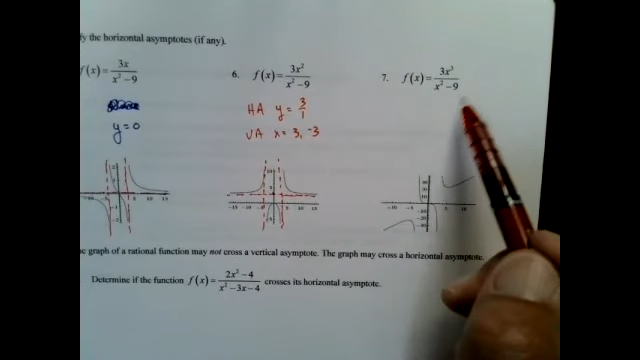 fy the horizontal asymptotes (if any).
f(x) = 3x / x² − 9
y = 0
6. f(x) = 3x² / x² − 9
HA y = 3/1
VA x = 3, -3
7. f(x) = 3x³ / x² − 9
he graph of a rational function may not cross a vertical asymptote. The graph may cross a horizontal asymptote.
Determine if the function f(x) = 2x² − 4 / x² − 3x − 4 crosses its horizontal asymptote.